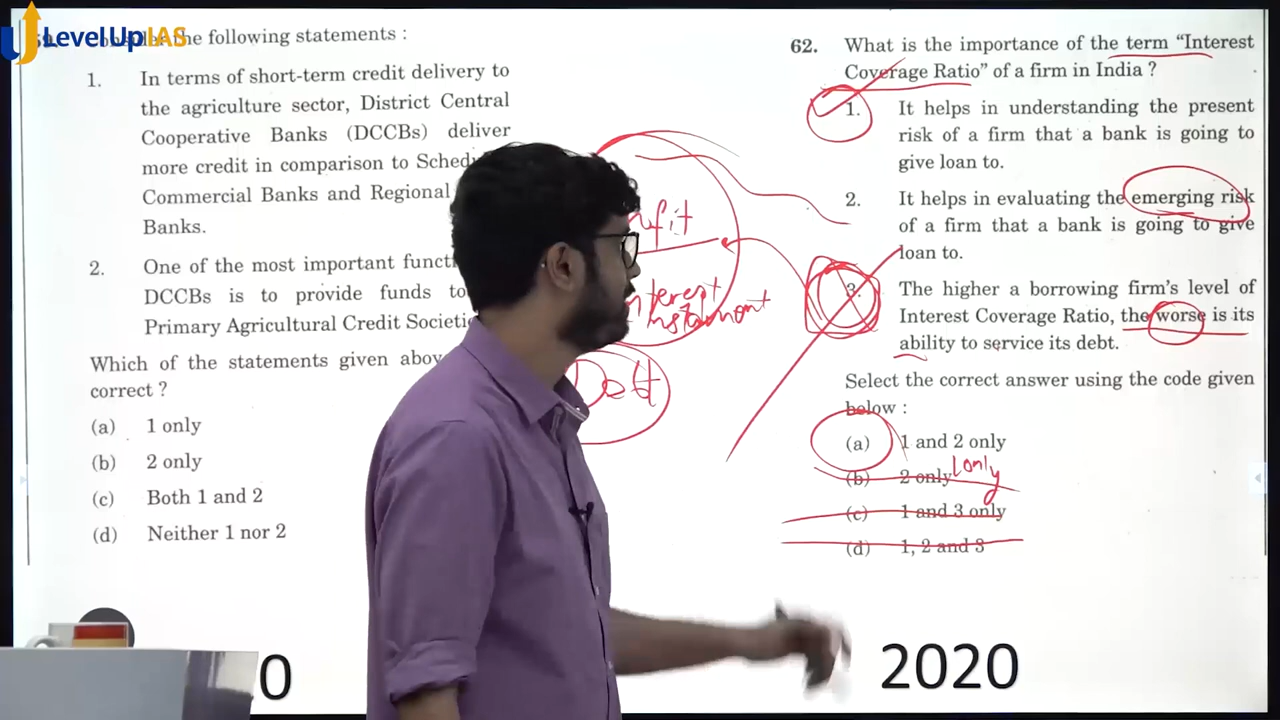 LevelUp IAS
the following statements :
1. In terms of short-term credit delivery to
the agriculture sector, District Central
Cooperative Banks (DCCBs) deliver
more credit in comparison to
Commercial Banks and Regional
Banks.
2. One of the most important
DCCBs is to provide funds to
Primary Agricultural Credit
Which of the statements given
correct ?
(a) 1 only
(b) 2 only
(c) Both 1 and 2
(d) Neither 1 nor 2
0
Interest
Instalment
Debt
62. What is the importance of the term "Interest
Coverage Ratio" of a firm in India ?
1. It helps in understanding the present
risk of a firm that a bank is going to
give loan to.
2. It helps in evaluating the emerging risk
of a firm that a bank is going to give
loan to.
3. The higher a borrowing firm's level of
Interest Coverage Ratio, the worse is its
ability to service its debt.
Select the correct answer using the code given
below :
(a) 1 and 2 only
(b) 2 only 1 only
(c) 1 and 3 only
(d) 1, 2 and 3
2020